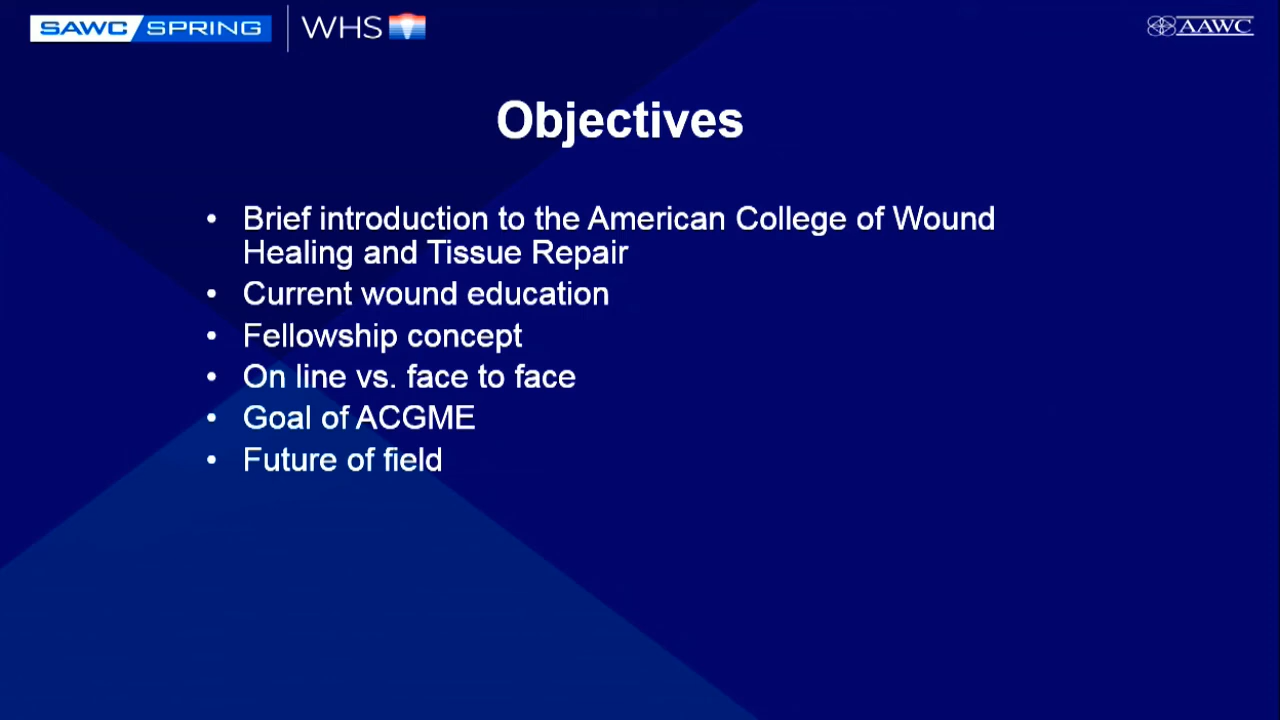 SAWC SPRING WHS AAWC
Objectives
• Brief introduction to the American College of Wound
Healing and Tissue Repair
• Current wound education
• Fellowship concept
• On line vs. face to face
• Goal of ACGME
• Future of field